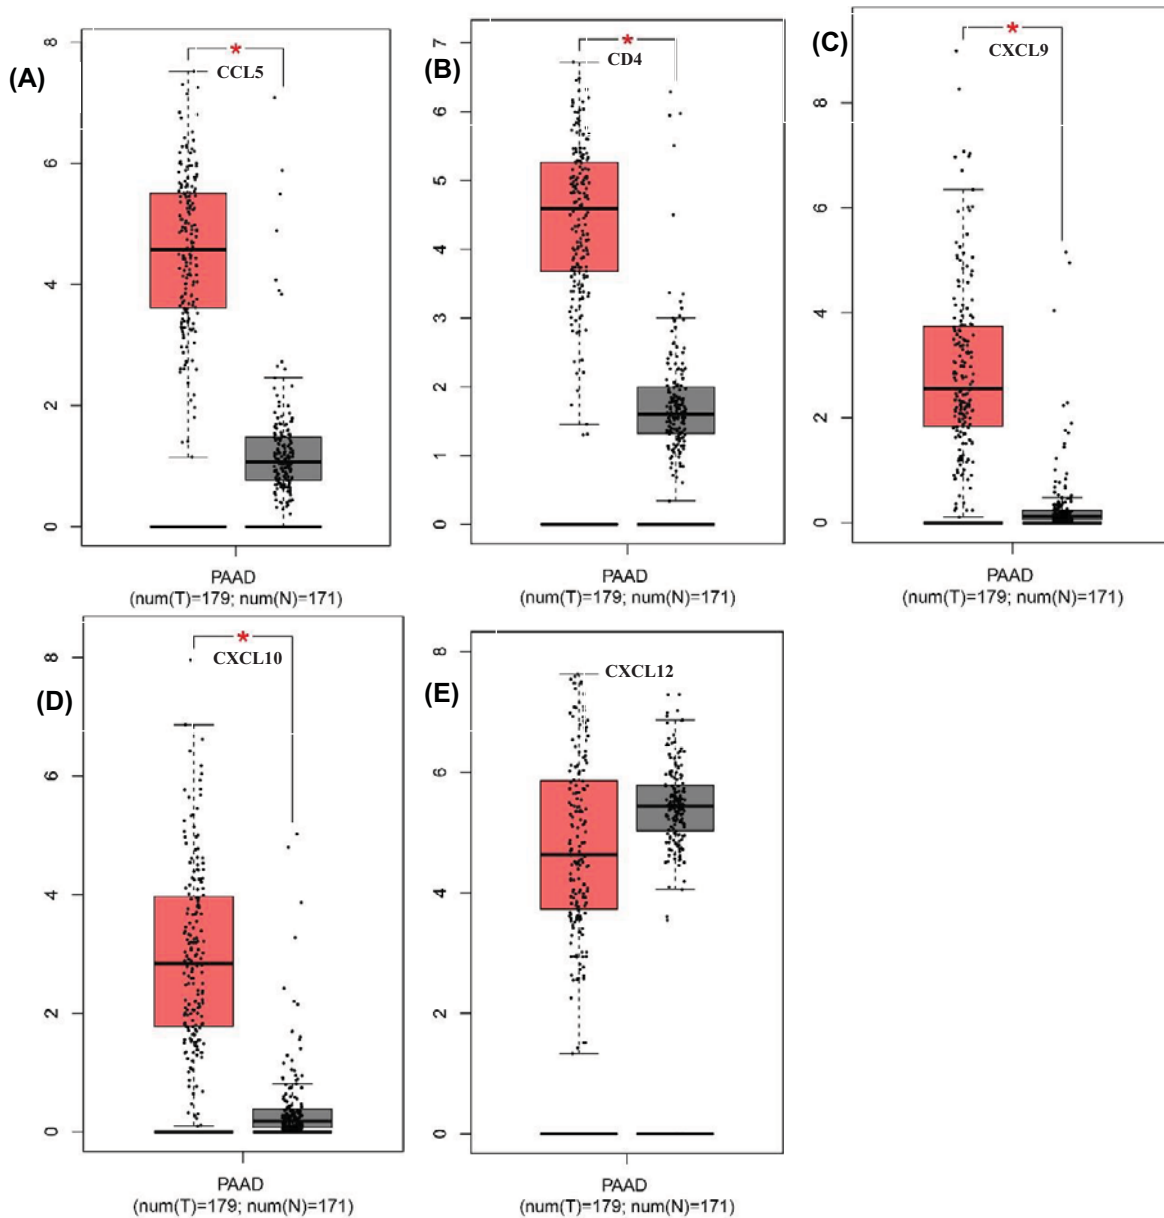 (A)
8
6
4
2
0
*
CCL5
PAAD
(num(T)=179; num(N)=171)
(B)
7
6
5
4
3
2
1
0
*
CD4
PAAD
(num(T)=179; num(N)=171)
(C)
8
6
4
2
0
*
CXCL9
PAAD
(num(T)=179; num(N)=171)
(D)
8
6
4
2
0
*
CXCL10
PAAD
(num(T)=179; num(N)=171)
(E)
8
6
4
2
0
CXCL12
PAAD
(num(T)=179; num(N)=171)